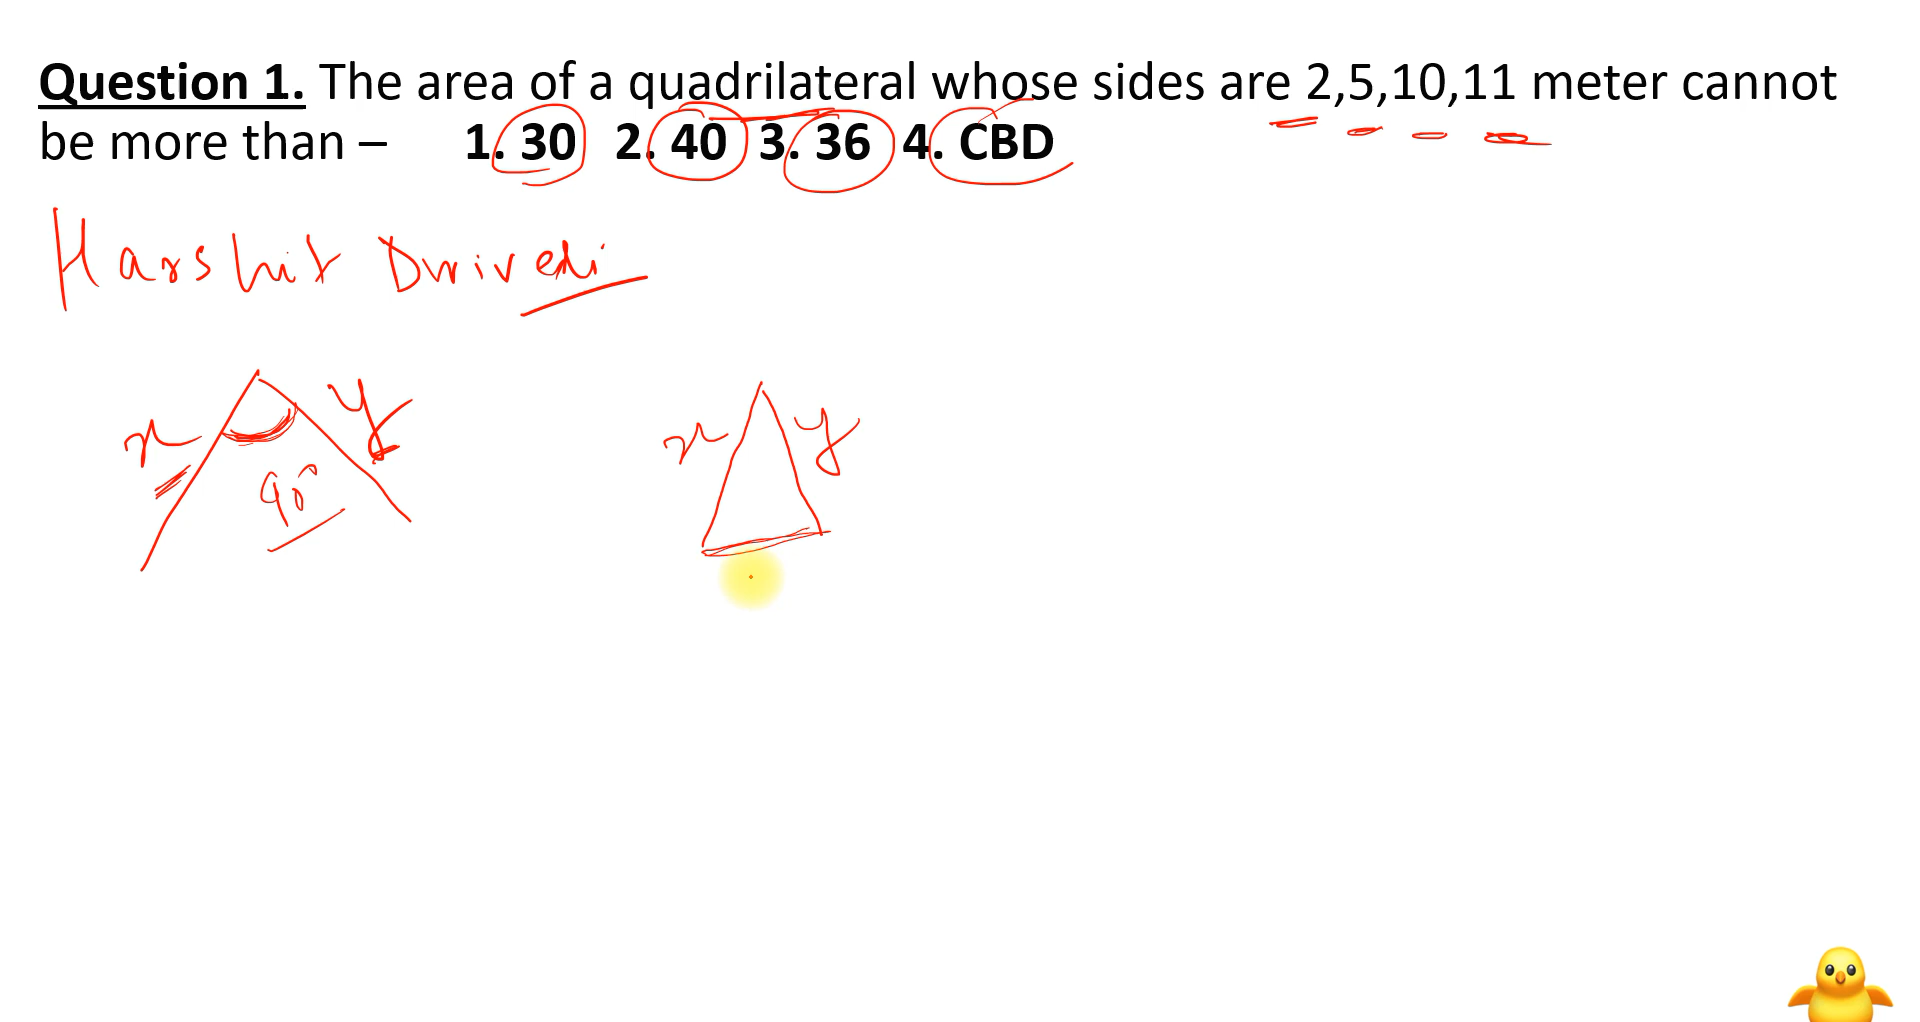 Question 1. The area of a quadrilateral whose sides are 2,5,10,11 meter cannot
be more than – 1. 30 2. 40 3. 36 4. CBD
Harshit Dwivedi
x y x y
90°